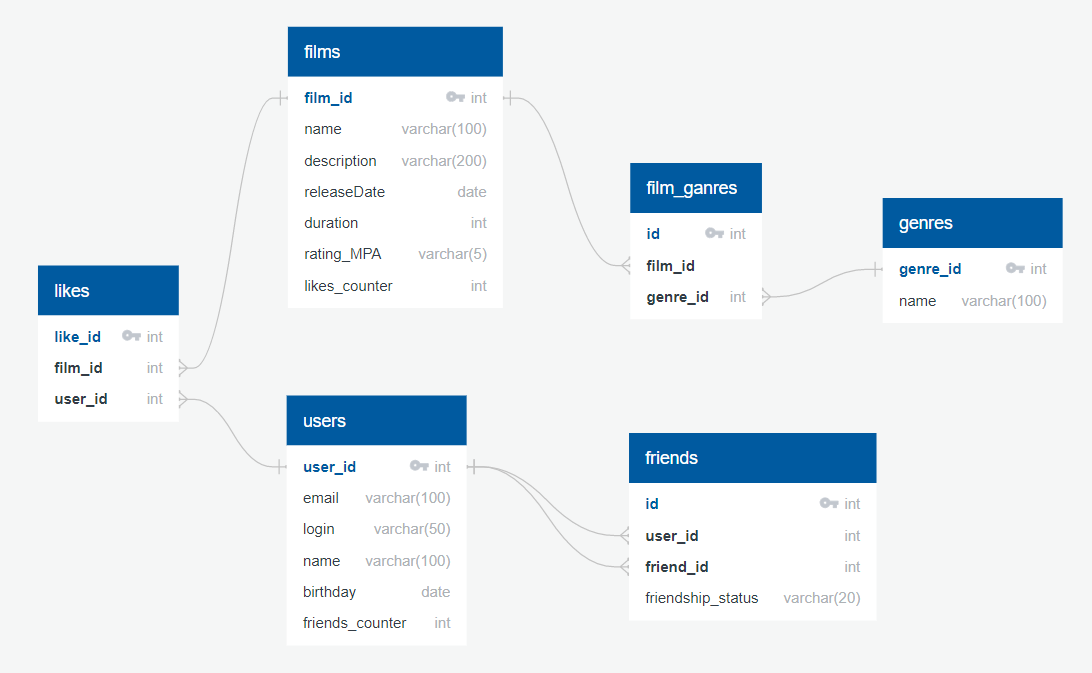 films
film_id int
name varchar(100)
description varchar(200)
releaseDate date
duration int
rating_MPA varchar(5)
likes_counter int
film_ganres
id int
film_id
genre_id int
genres
genre_id int
name varchar(100)
likes
like_id int
film_id int
user_id int
users
user_id int
email varchar(100)
login varchar(50)
name varchar(100)
birthday date
friends_counter int
friends
id int
user_id int
friend_id int
friendship_status varchar(20)